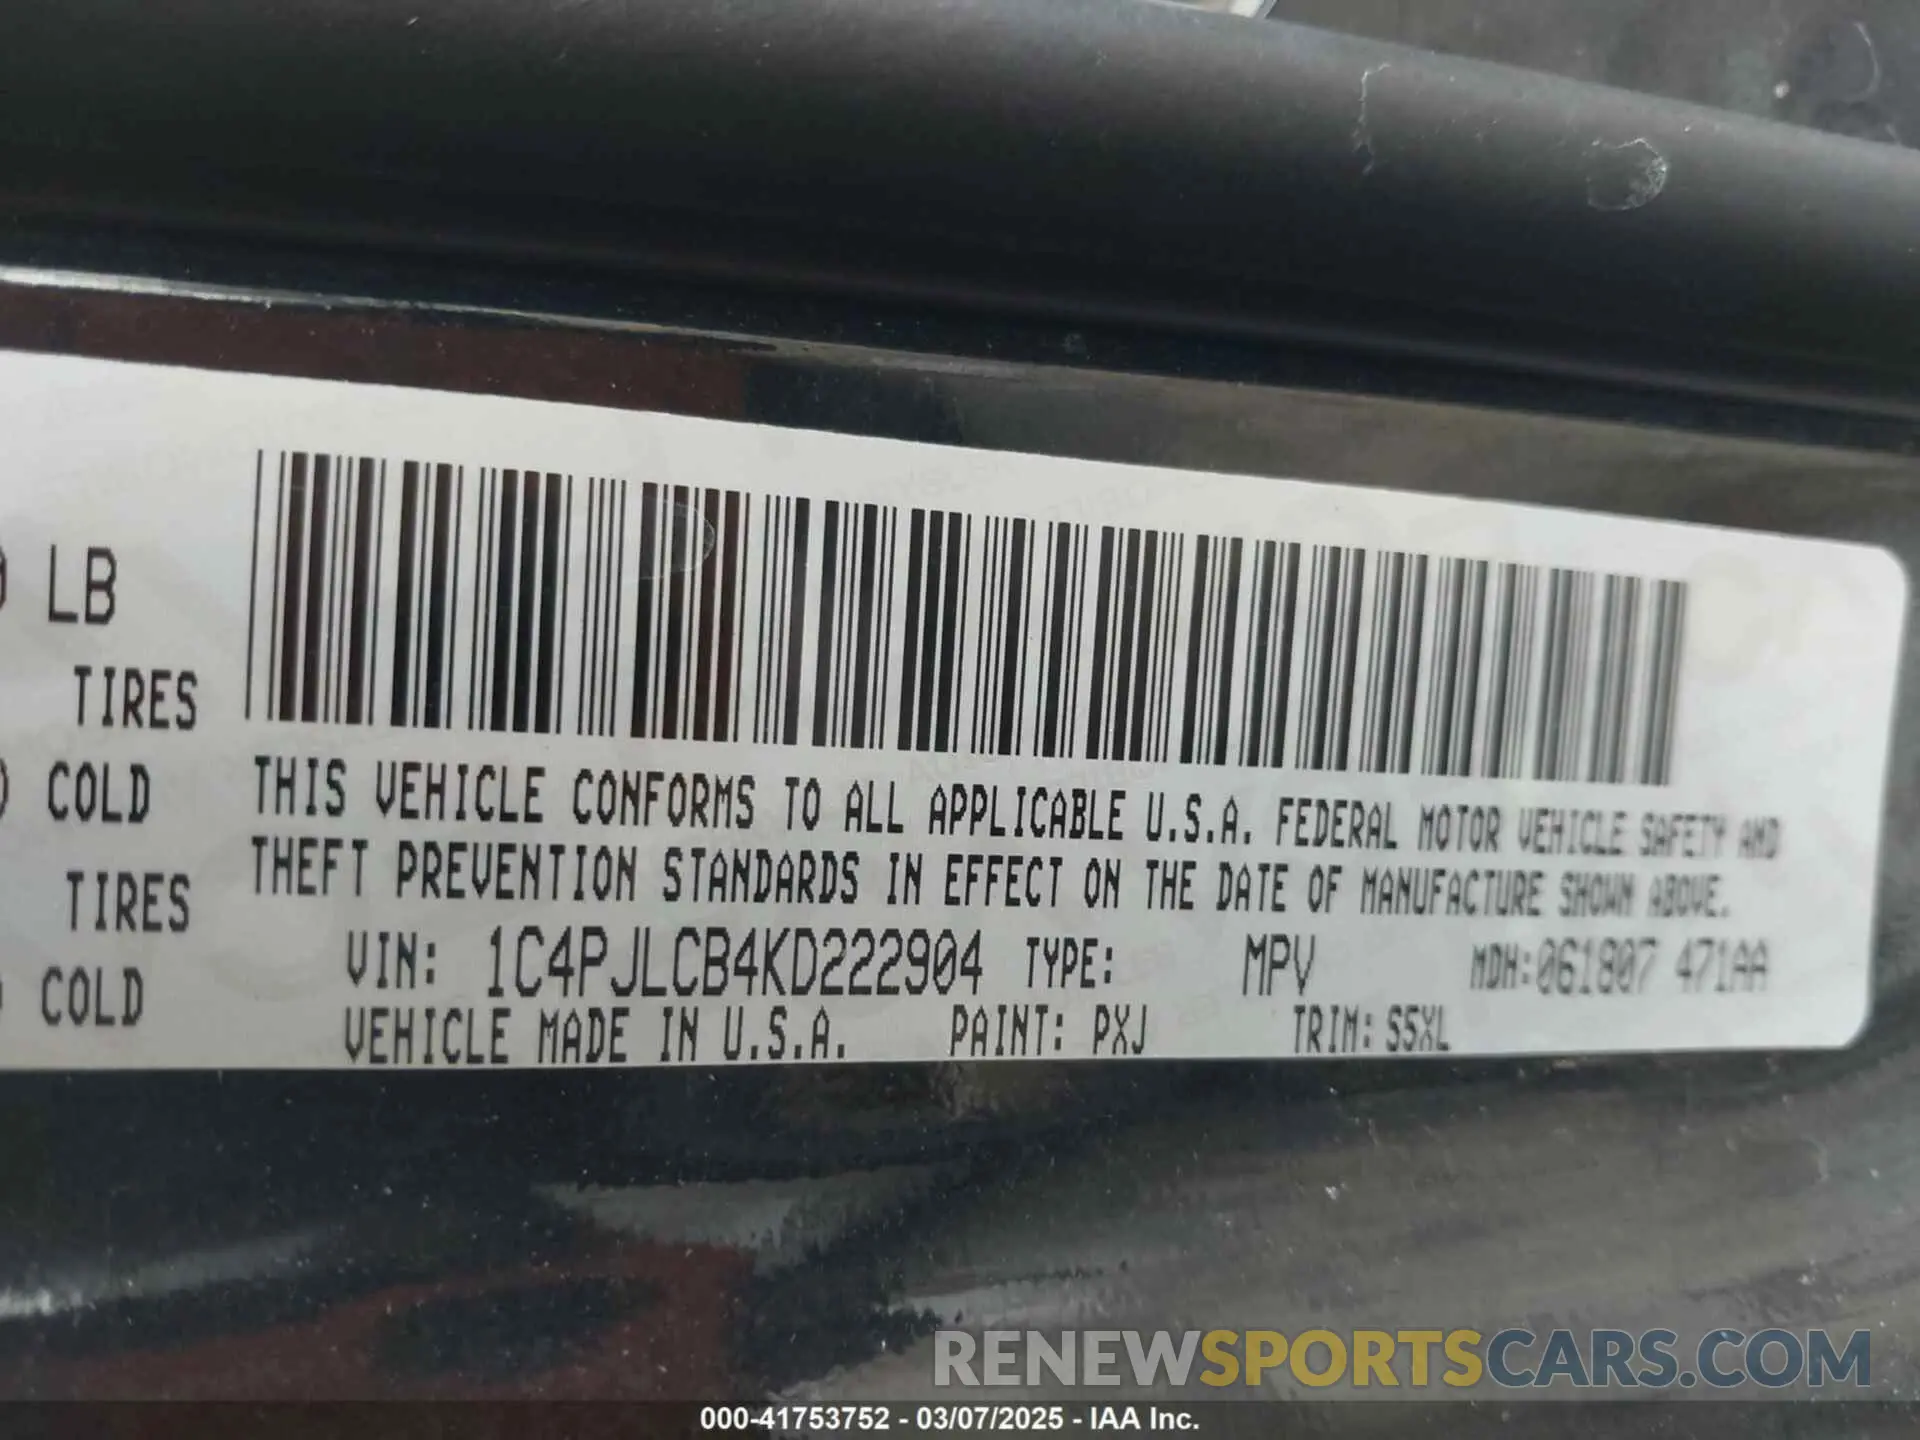 LB
TIRES
COLD
TIRES
COLD
THIS VEHICLE CONFORMS TO ALL APPLICABLE U.S.A. FEDERAL MOTOR VEHICLE SAFETY AND
THEFT PREVENTION STANDARDS IN EFFECT ON THE DATE OF MANUFACTURE SHOWN ABOVE.
VIN: 1C4PJLCB4KD222904 TYPE: MPV MDH:061807 471AA
VEHICLE MADE IN U.S.A. PAINT: PXJ TRIM: S5XL
RENEWSPORTSCARS.COM
000-41753752 - 03/07/2025 - IAA Inc.